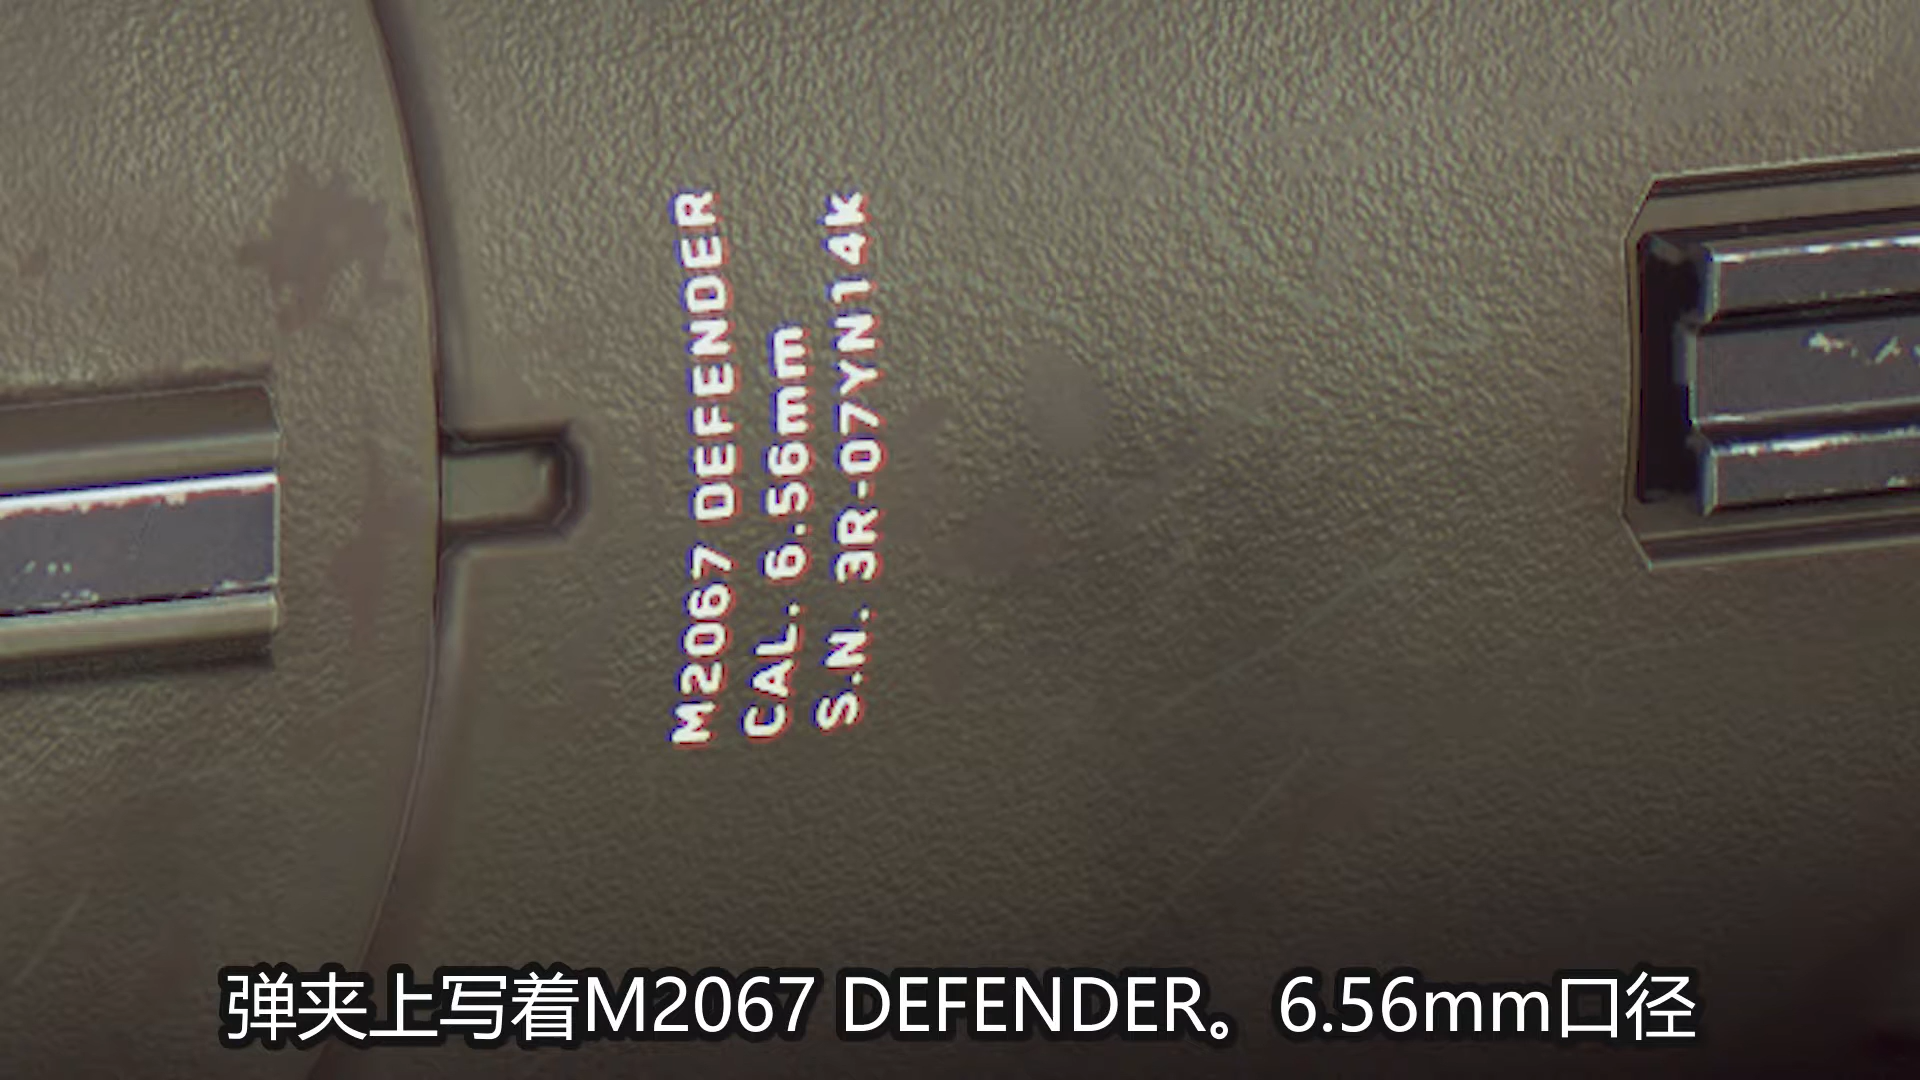 M2067 DEFENDER
CAL. 6.56mm
S.N. 3R-07YN14k
弹夹上写着M2067 DEFENDER。6.56mm口径